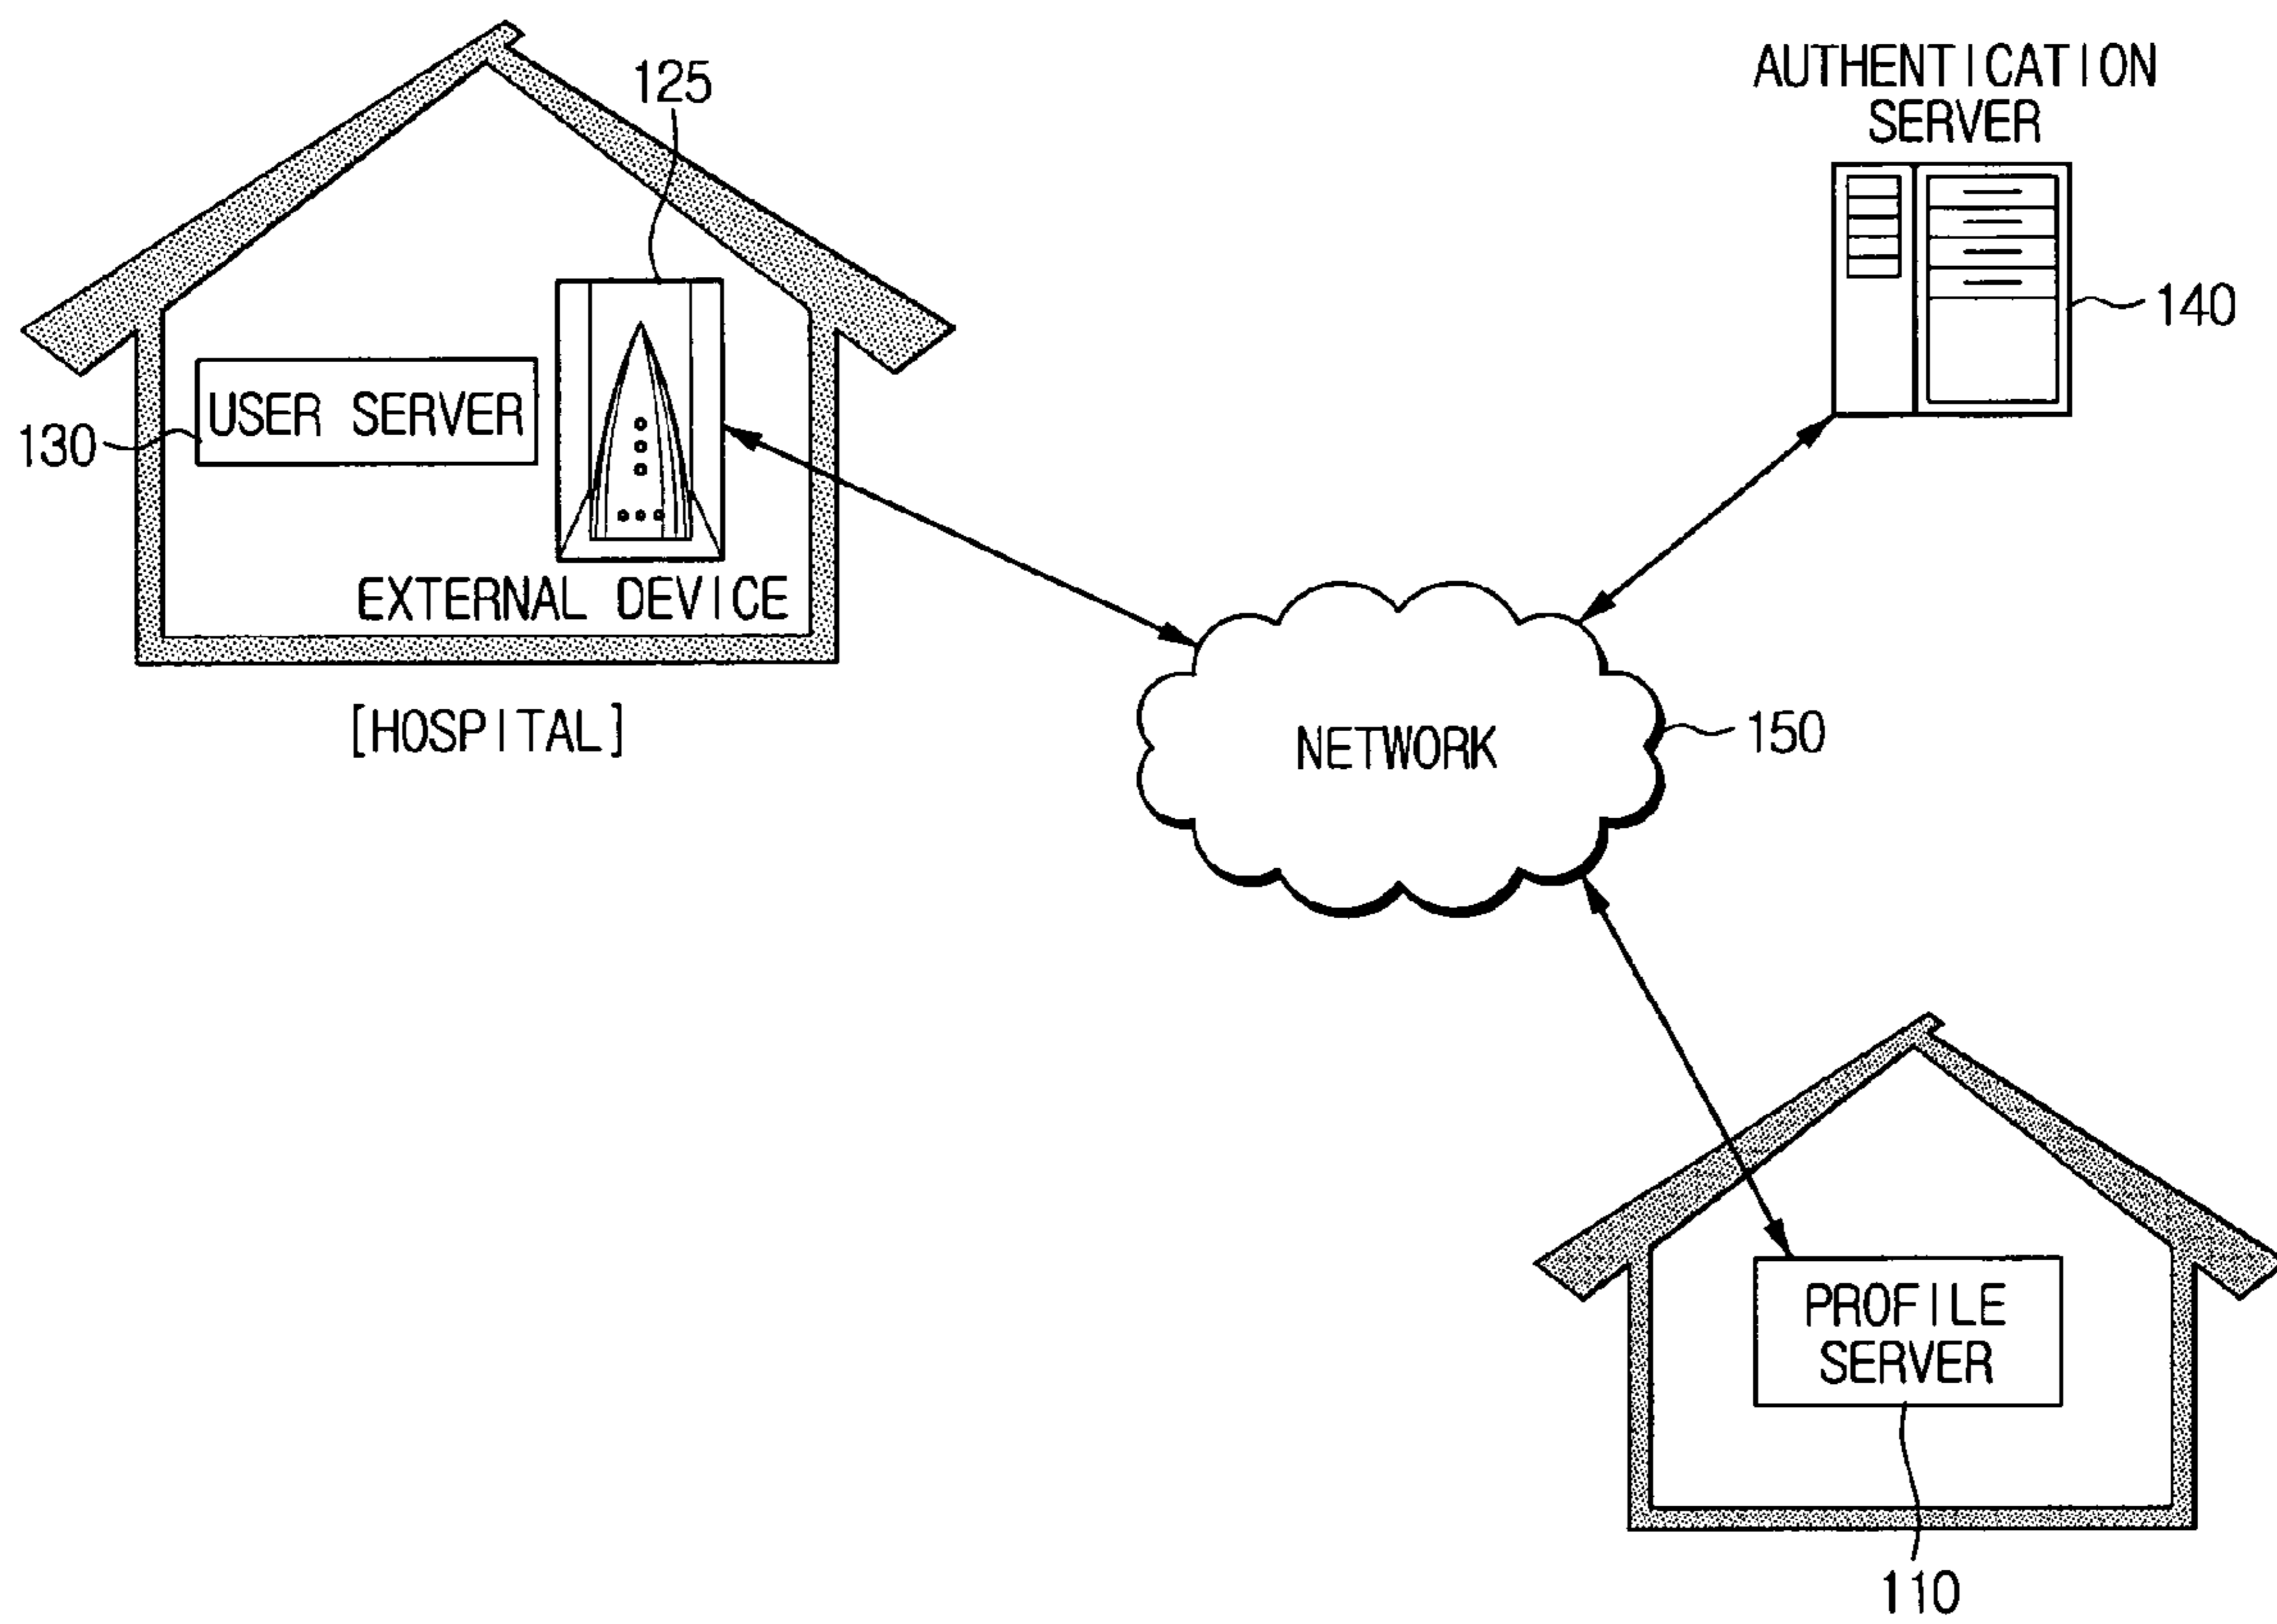 125
AUTHENTICATION
SERVER
140
USER SERVER
130
EXTERNAL DEVICE
[HOSPITAL]
NETWORK
150
PROFILE
SERVER
110